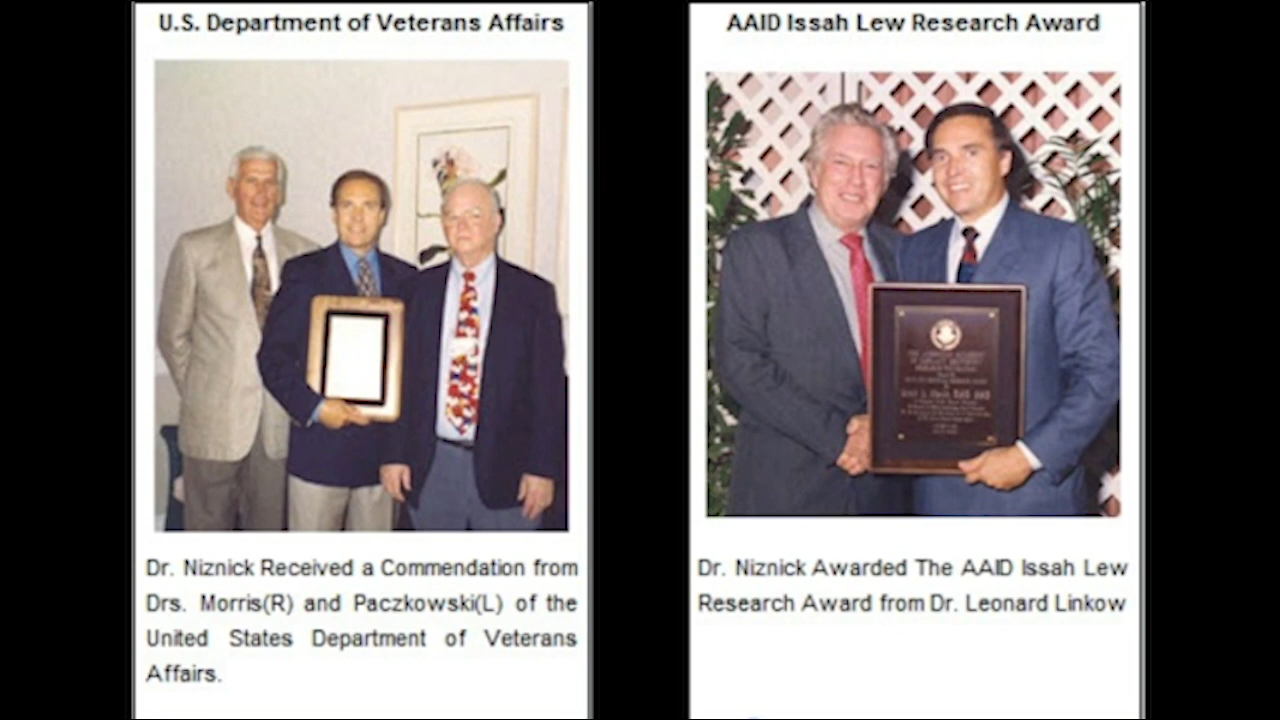 U.S. Department of Veterans Affairs
Dr. Niznick Received a Commendation from
Drs. Morris(R) and Paczkowski(L) of the
United States Department of Veterans
Affairs.
AAID Issah Lew Research Award
Dr. Niznick Awarded The AAID Issah Lew
Research Award from Dr. Leonard Linkow